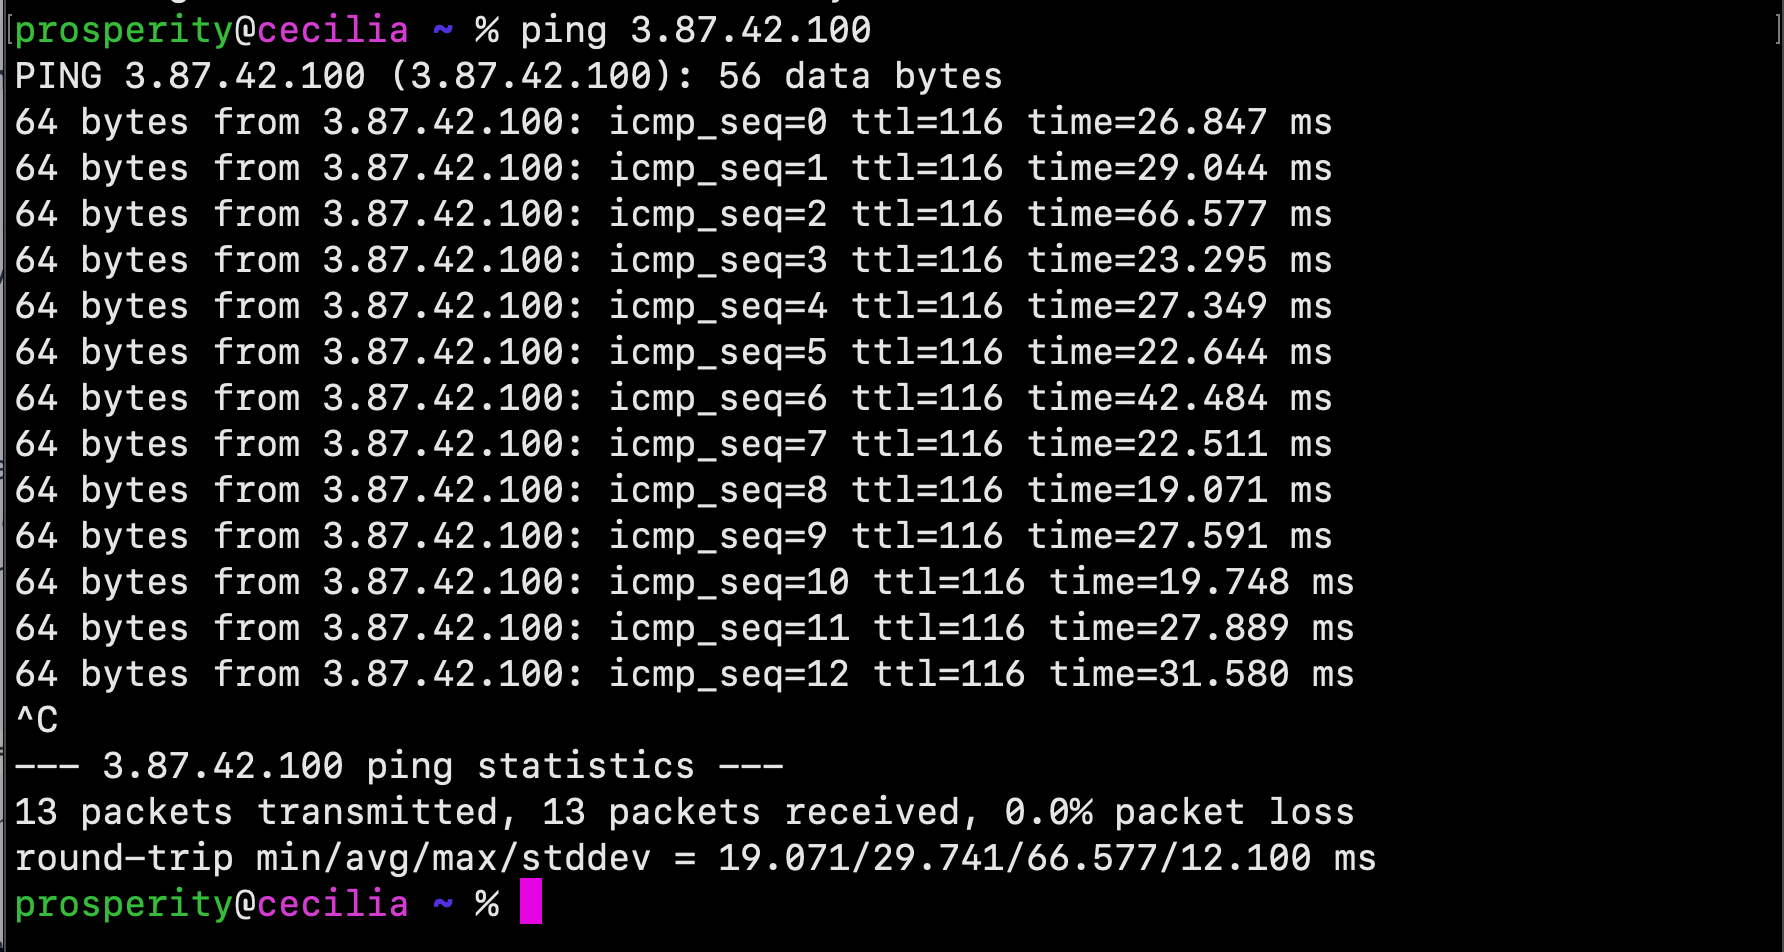 prosperity@cecilia ~ % ping 3.87.42.100
PING 3.87.42.100 (3.87.42.100): 56 data bytes
64 bytes from 3.87.42.100: icmp_seq=0 ttl=116 time=26.847 ms
64 bytes from 3.87.42.100: icmp_seq=1 ttl=116 time=29.044 ms
64 bytes from 3.87.42.100: icmp_seq=2 ttl=116 time=66.577 ms
64 bytes from 3.87.42.100: icmp_seq=3 ttl=116 time=23.295 ms
64 bytes from 3.87.42.100: icmp_seq=4 ttl=116 time=27.349 ms
64 bytes from 3.87.42.100: icmp_seq=5 ttl=116 time=22.644 ms
64 bytes from 3.87.42.100: icmp_seq=6 ttl=116 time=42.484 ms
64 bytes from 3.87.42.100: icmp_seq=7 ttl=116 time=22.511 ms
64 bytes from 3.87.42.100: icmp_seq=8 ttl=116 time=19.071 ms
64 bytes from 3.87.42.100: icmp_seq=9 ttl=116 time=27.591 ms
64 bytes from 3.87.42.100: icmp_seq=10 ttl=116 time=19.748 ms
64 bytes from 3.87.42.100: icmp_seq=11 ttl=116 time=27.889 ms
64 bytes from 3.87.42.100: icmp_seq=12 ttl=116 time=31.580 ms
^C
--- 3.87.42.100 ping statistics ---
13 packets transmitted, 13 packets received, 0.0% packet loss
round-trip min/avg/max/stddev = 19.071/29.741/66.577/12.100 ms
prosperity@cecilia ~ %